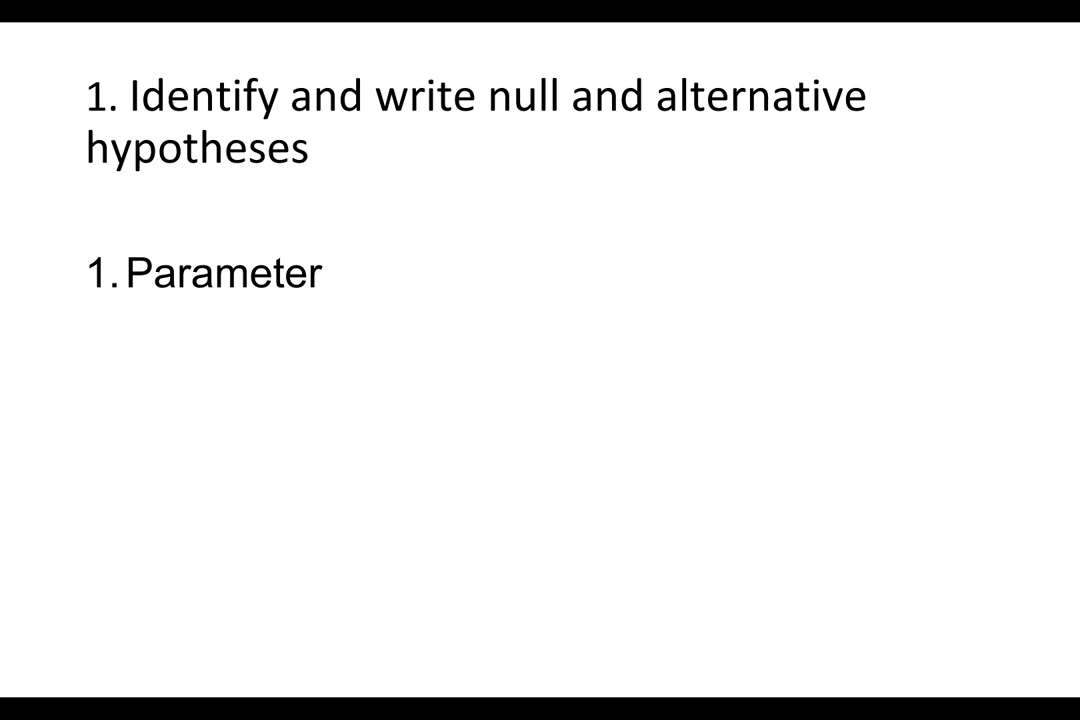 1. Identify and write null and alternative
hypotheses
1. Parameter